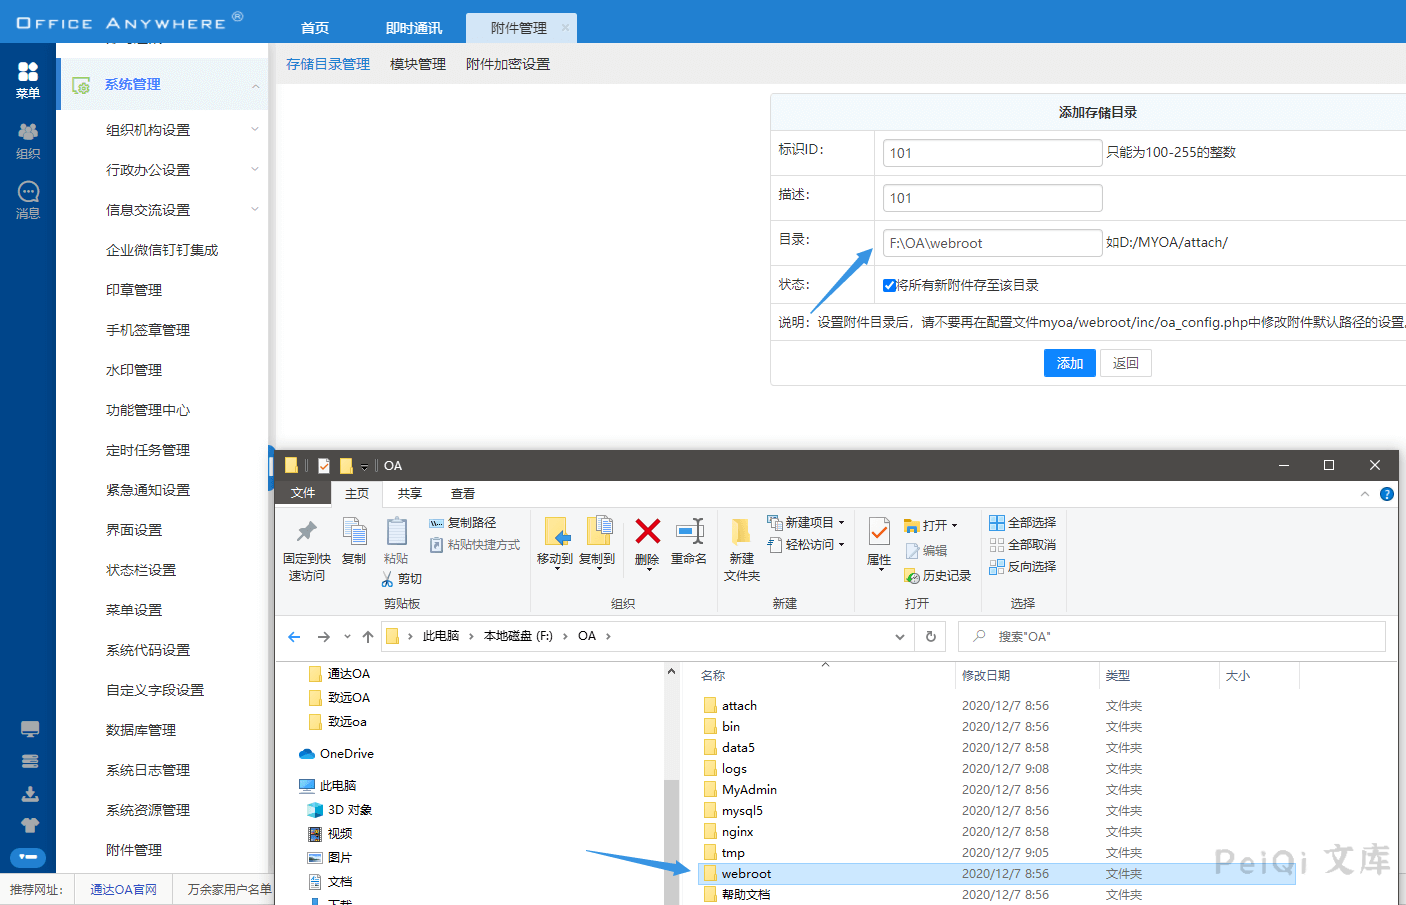 OFFICE ANYWHERE®
首页
即时通讯
附件管理
菜单
组织
消息
系统管理
组织机构设置
行政办公设置
信息交流设置
企业微信钉钉集成
印章管理
手机签章管理
水印管理
功能管理中心
定时任务管理
紧急通知设置
界面设置
状态栏设置
菜单设置
系统代码设置
自定义字段设置
数据库管理
系统日志管理
系统资源管理
附件管理
推荐网址：
通达OA官网
万余家用户名单
存储目录管理
模块管理
附件加密设置
添加存储目录
标识ID：
101
只能为100-255的整数
描述：
101
目录：
F:\OA\webroot
如D:/MYOA/attach/
状态：
将所有新附件存至该目录
说明：设置附件目录后，请不要再在配置文件myoa/webroot/inc/oa_config.php中修改附件默认路径的设置。
添加
返回
OA
文件
主页
共享
查看
固定到快
速访问
复制
粘贴
复制路径
粘贴快捷方式
剪切
剪贴板
移动到
复制到
删除
重命名
组织
新建
文件夹
新建项目
轻松访问
新建
属性
打开
编辑
历史记录
打开
全部选择
全部取消
反向选择
选择
此电脑
本地磁盘 (F:)
OA
搜索"OA"
通达OA
致远OA
致远oa
OneDrive
此电脑
3D 对象
视频
图片
文档
下载
名称 修改日期 类型 大小
attach 2020/12/7 8:56 文件夹
bin 2020/12/7 8:56 文件夹
data5 2020/12/7 8:58 文件夹
logs 2020/12/7 9:08 文件夹
MyAdmin 2020/12/7 8:56 文件夹
mysql5 2020/12/7 8:56 文件夹
nginx 2020/12/7 8:58 文件夹
tmp 2020/12/7 9:05 文件夹
webroot 2020/12/7 8:56 文件夹
帮助文档 2020/12/7 8:56 文件夹
PeiQi 文库